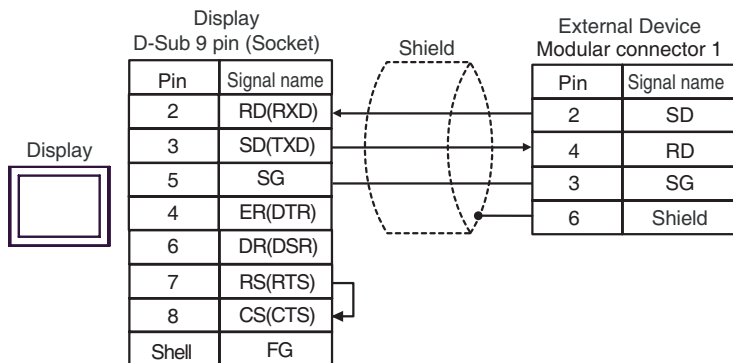 Display
D-Sub 9 pin (Socket)
Shield
External Device
Modular connector 1
Pin Signal name
2 RD(RXD)
3 SD(TXD)
5 SG
4 ER(DTR)
6 DR(DSR)
7 RS(RTS)
8 CS(CTS)
Shell FG
Display
Pin Signal name
2 SD
4 RD
3 SG
6 Shield